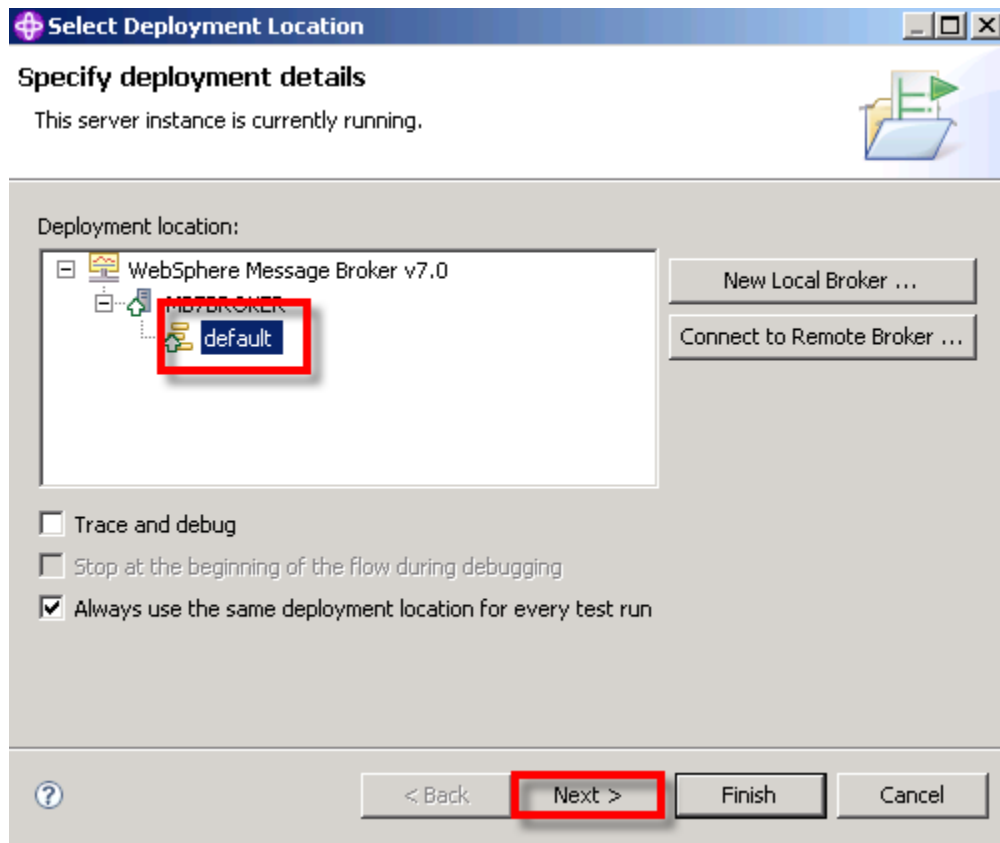 Select Deployment Location
Specify deployment details
This server instance is currently running.
Deployment location:
WebSphere Message Broker v7.0
MB7BROKER
default
New Local Broker ...
Connect to Remote Broker ...
Trace and debug
Stop at the beginning of the flow during debugging
Always use the same deployment location for every test run
?
< Back
Next >
Finish
Cancel